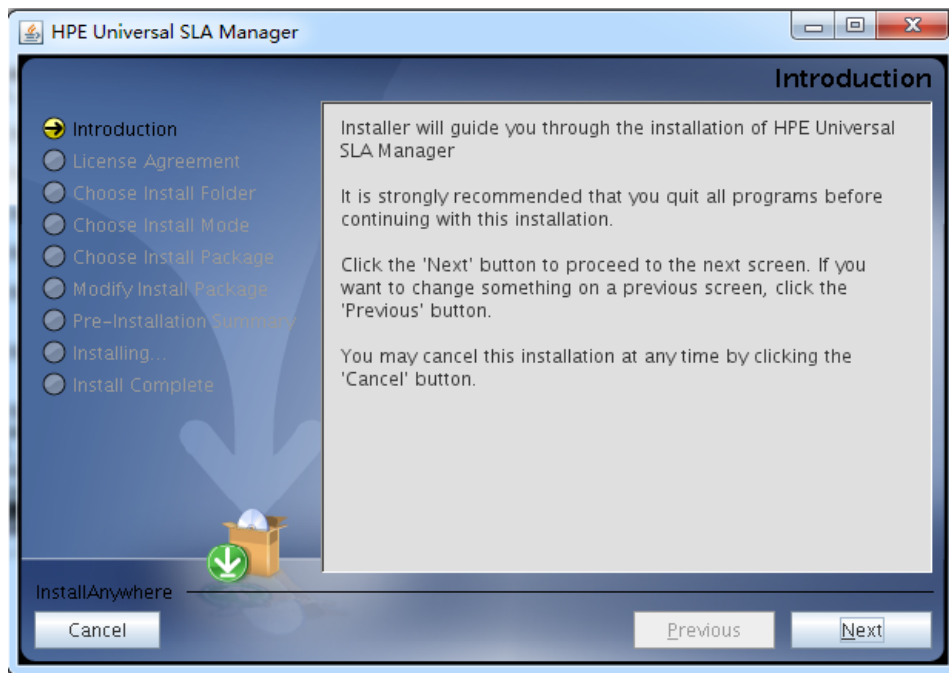 HPE Universal SLA Manager
Introduction
Introduction
License Agreement
Choose Install Folder
Choose Install Mode
Choose Install Package
Modify Install Package
Pre-Installation Summary
Installing...
Install Complete
Installer will guide you through the installation of HPE Universal
SLA Manager
It is strongly recommended that you quit all programs before
continuing with this installation.
Click the 'Next' button to proceed to the next screen. If you
want to change something on a previous screen, click the
'Previous' button.
You may cancel this installation at any time by clicking the
'Cancel' button.
InstallAnywhere
Cancel
Previous
Next